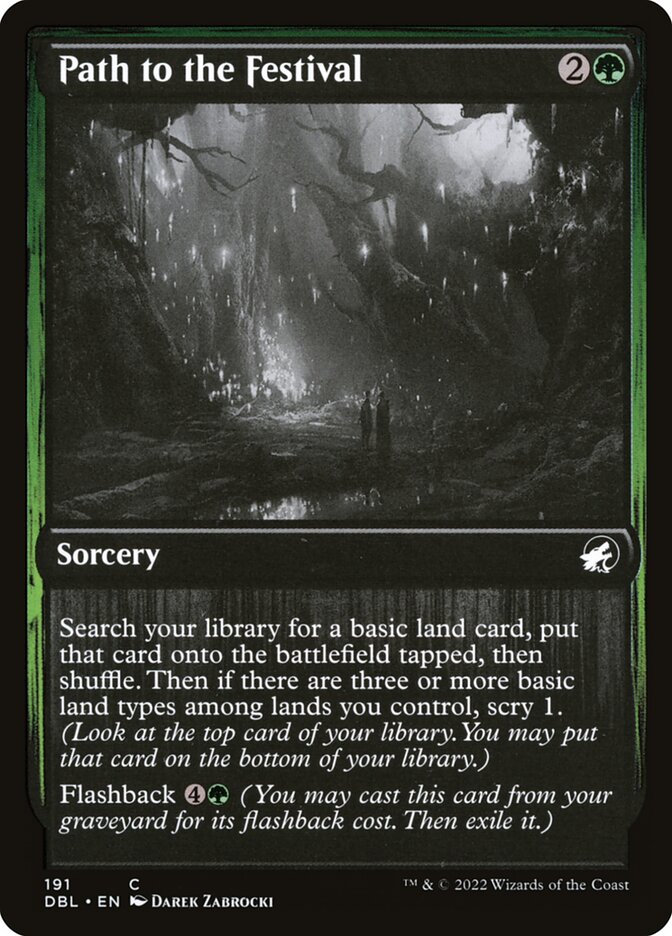 Path to the Festival 2
Sorcery
Search your library for a basic land card, put
that card onto the battlefield tapped, then
shuffle. Then if there are three or more basic
land types among lands you control, scry 1.
(Look at the top card of your library. You may put
that card on the bottom of your library.)
Flashback 4 (You may cast this card from your
graveyard for its flashback cost. Then exile it.)
191 C
DBL • EN DAREK ZABROCKI
™ & © 2022 Wizards of the Coast